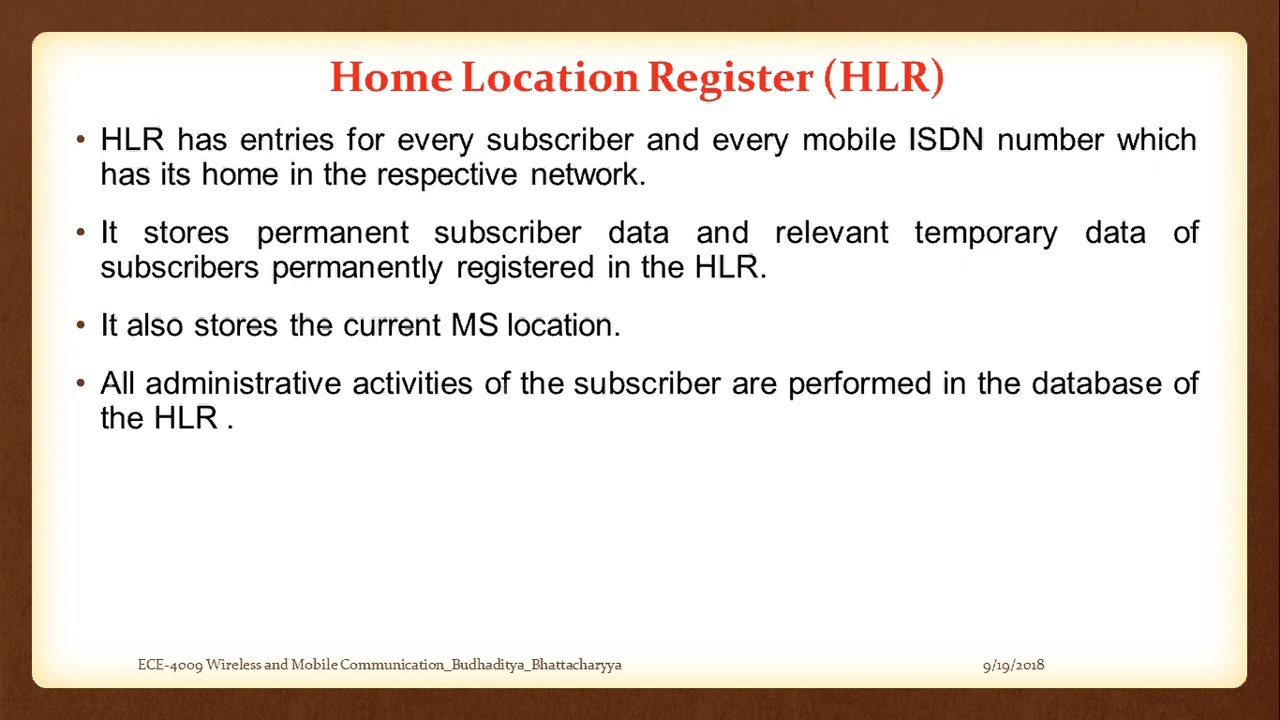 Home Location Register (HLR)
• HLR has entries for every subscriber and every mobile ISDN number which
has its home in the respective network.
• It stores permanent subscriber data and relevant temporary data of
subscribers permanently registered in the HLR.
• It also stores the current MS location.
• All administrative activities of the subscriber are performed in the database of
the HLR .
ECE-4009 Wireless and Mobile Communication_Budhaditya_Bhattacharyya 9/19/2018